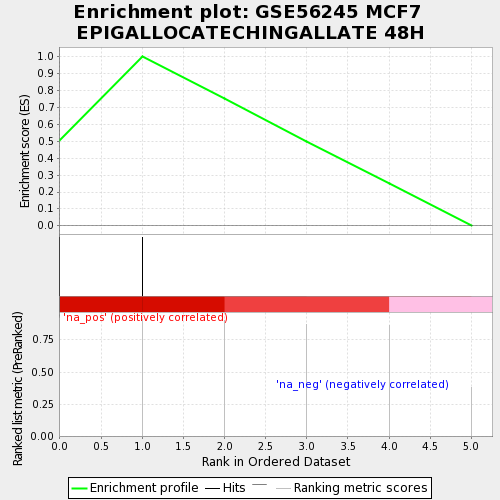 Enrichment plot: GSE56245 MCF7
EPIGALLOCATECHINGALLATE 48H
Enrichment score (ES)
1.0
0.9
0.8
0.7
0.6
0.5
0.4
0.3
0.2
0.1
0.0
'na_pos' (positively correlated)
'na_neg' (negatively correlated)
Ranked list metric (PreRanked)
0.75
0.50
0.25
0.00
0.0 0.5 1.0 1.5 2.0 2.5 3.0 3.5 4.0 4.5 5.0
Rank in Ordered Dataset
Enrichment profile Hits Ranking metric scores